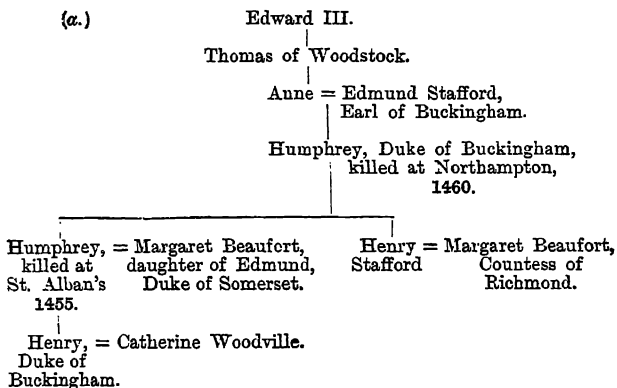 (a.) Edward III.
Thomas of Woodstock.
Anne = Edmund Stafford,
Earl of Buckingham.
Humphrey, Duke of Buckingham,
killed at Northampton,
1460.
Humphrey, = Margaret Beaufort,
killed at daughter of Edmund,
St. Alban's Duke of Somerset.
1455.
Henry = Margaret Beaufort,
Stafford Countess of
Richmond.
Henry, = Catherine Woodville.
Duke of
Buckingham.